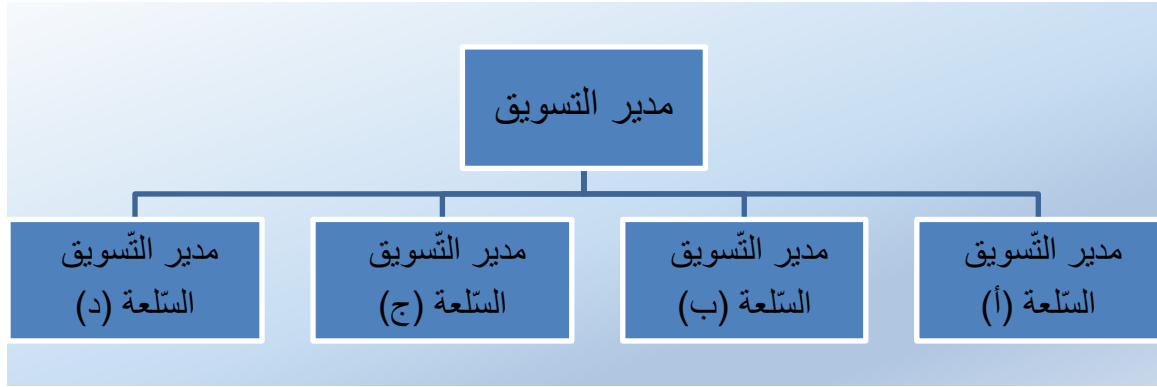 مدير التسويق
مدير التّسويق
السّلعة (أ)
مدير التّسويق
السّلعة (ب)
مدير التّسويق
السّلعة (ج)
مدير التّسويق
السّلعة (د)